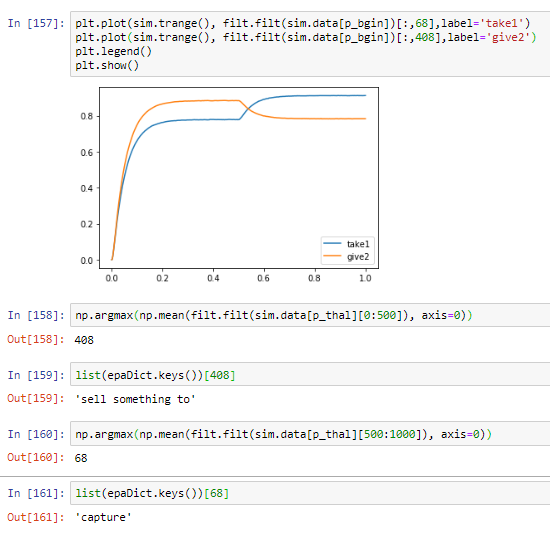 In [157]: plt.plot(sim.trange(), filt.filt(sim.data[p_bgin])[:,68],label='take1')
plt.plot(sim.trange(), filt.filt(sim.data[p_bgin])[:,408],label='give2')
plt.legend()
plt.show()
0.8
0.6
0.4
0.2
0.0
take1
give2
0.0 0.2 0.4 0.6 0.8 1.0
In [158]: np.argmax(np.mean(filt.filt(sim.data[p_thal][0:500]), axis=0))
Out[158]: 408
In [159]: list(epaDict.keys())[408]
Out[159]: 'sell something to'
In [160]: np.argmax(np.mean(filt.filt(sim.data[p_thal][500:1000]), axis=0))
Out[160]: 68
In [161]: list(epaDict.keys())[68]
Out[161]: 'capture'